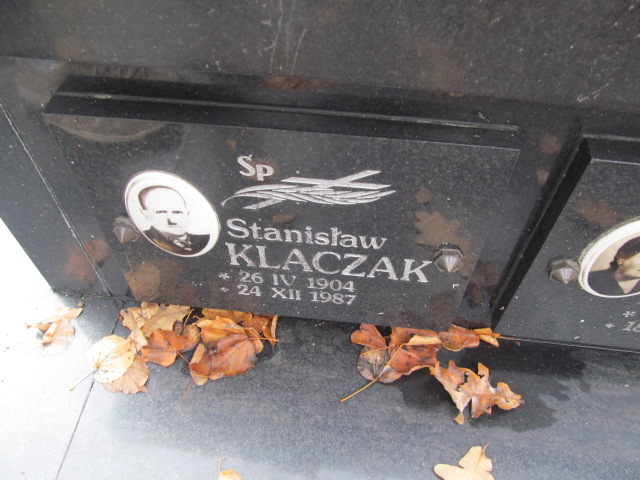 Śp
Stanisław
KLACZAK
* 26 IV 1904
+ 24 XII 1987